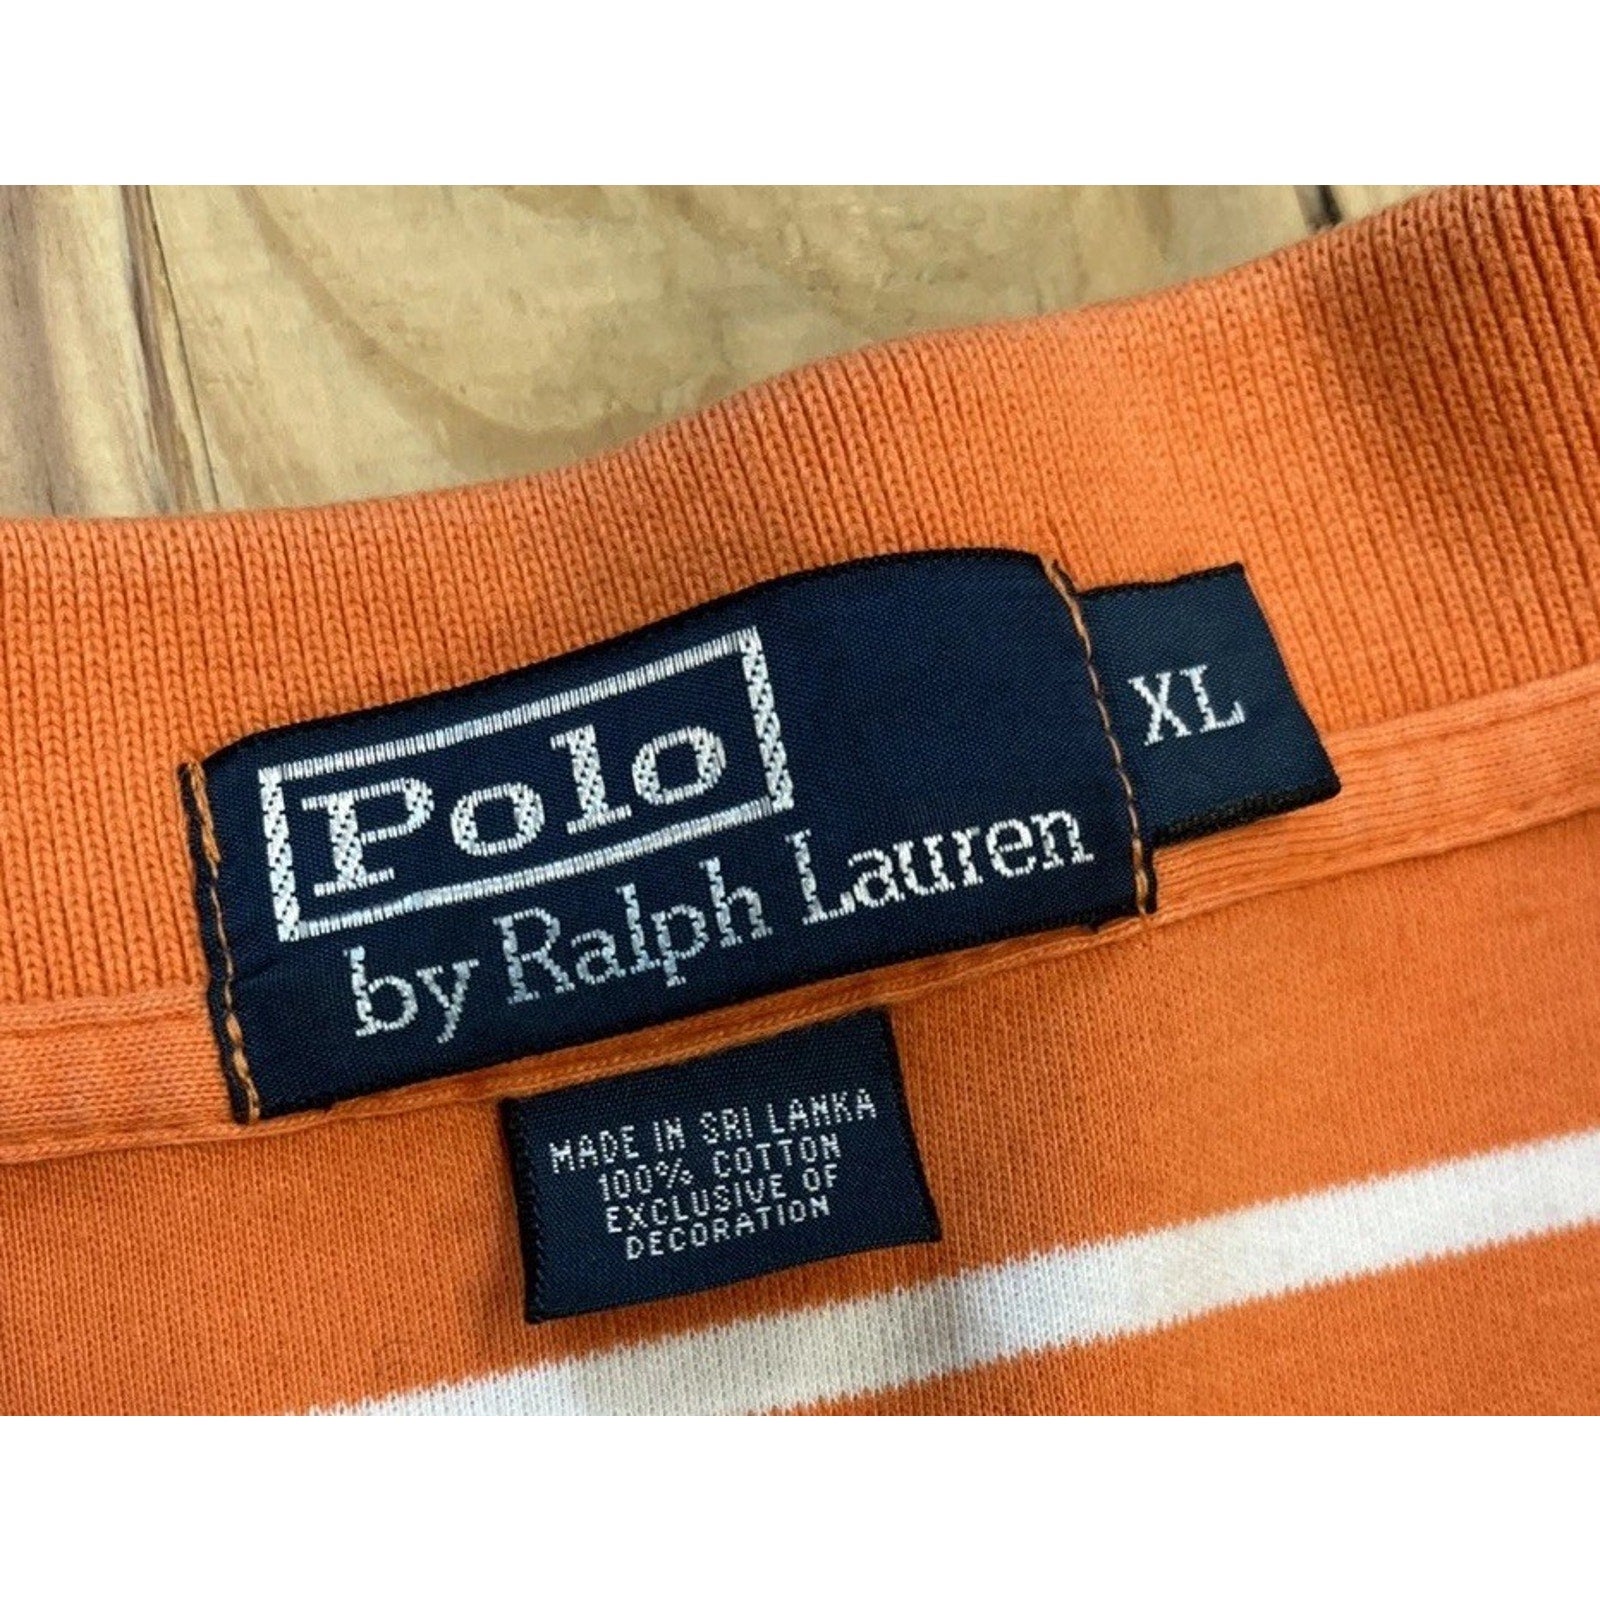 Polo
by Ralph Lauren
XL
MADE IN SRI LANKA
100% COTTON
EXCLUSIVE OF
DECORATION